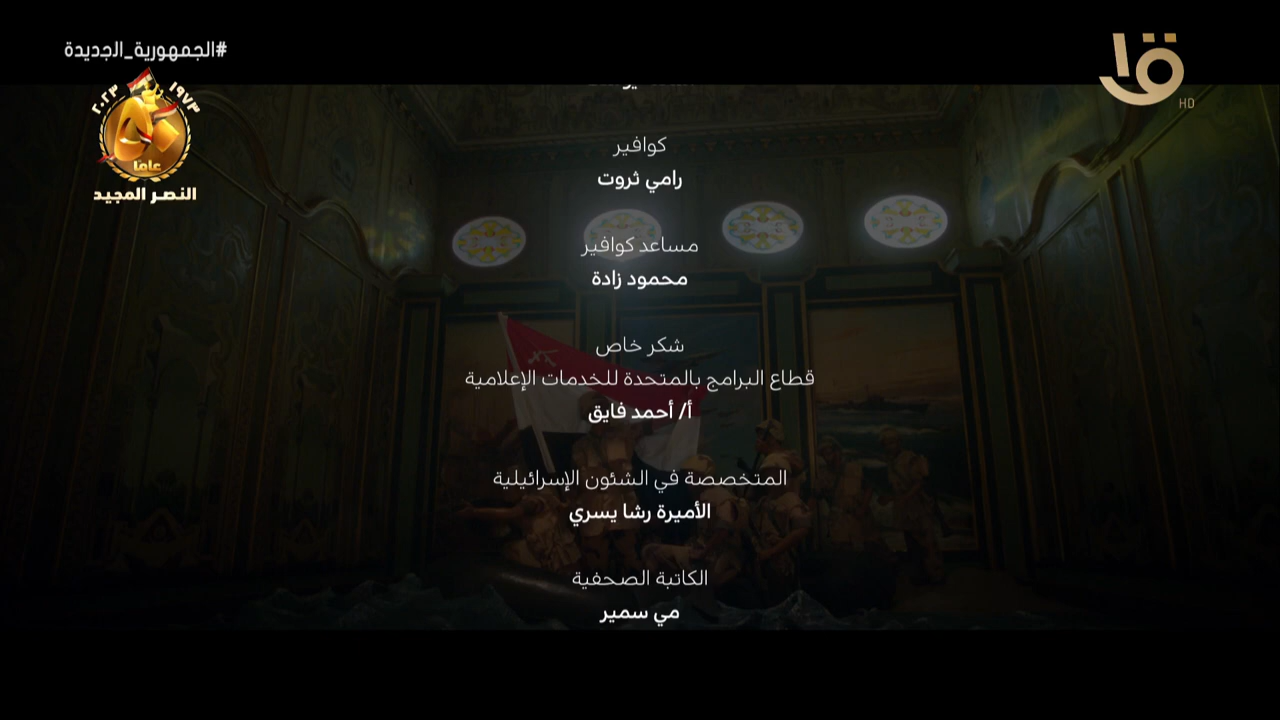 #الجمهورية_الجديدة
HD
١٩٧٣
٢٠٢٣
٥٠
عاما
النصر المجيد
كوافير
رامي ثروت
مساعد كوافير
محمود زادة
شكر خاص
قطاع البرامج بالمتحدة للخدمات الإعلامية
أ/ أحمد فايق
المتخصصة في الشئون الإسرائيلية
الأميرة رشا يسري
الكاتبة الصحفية
مي سمير